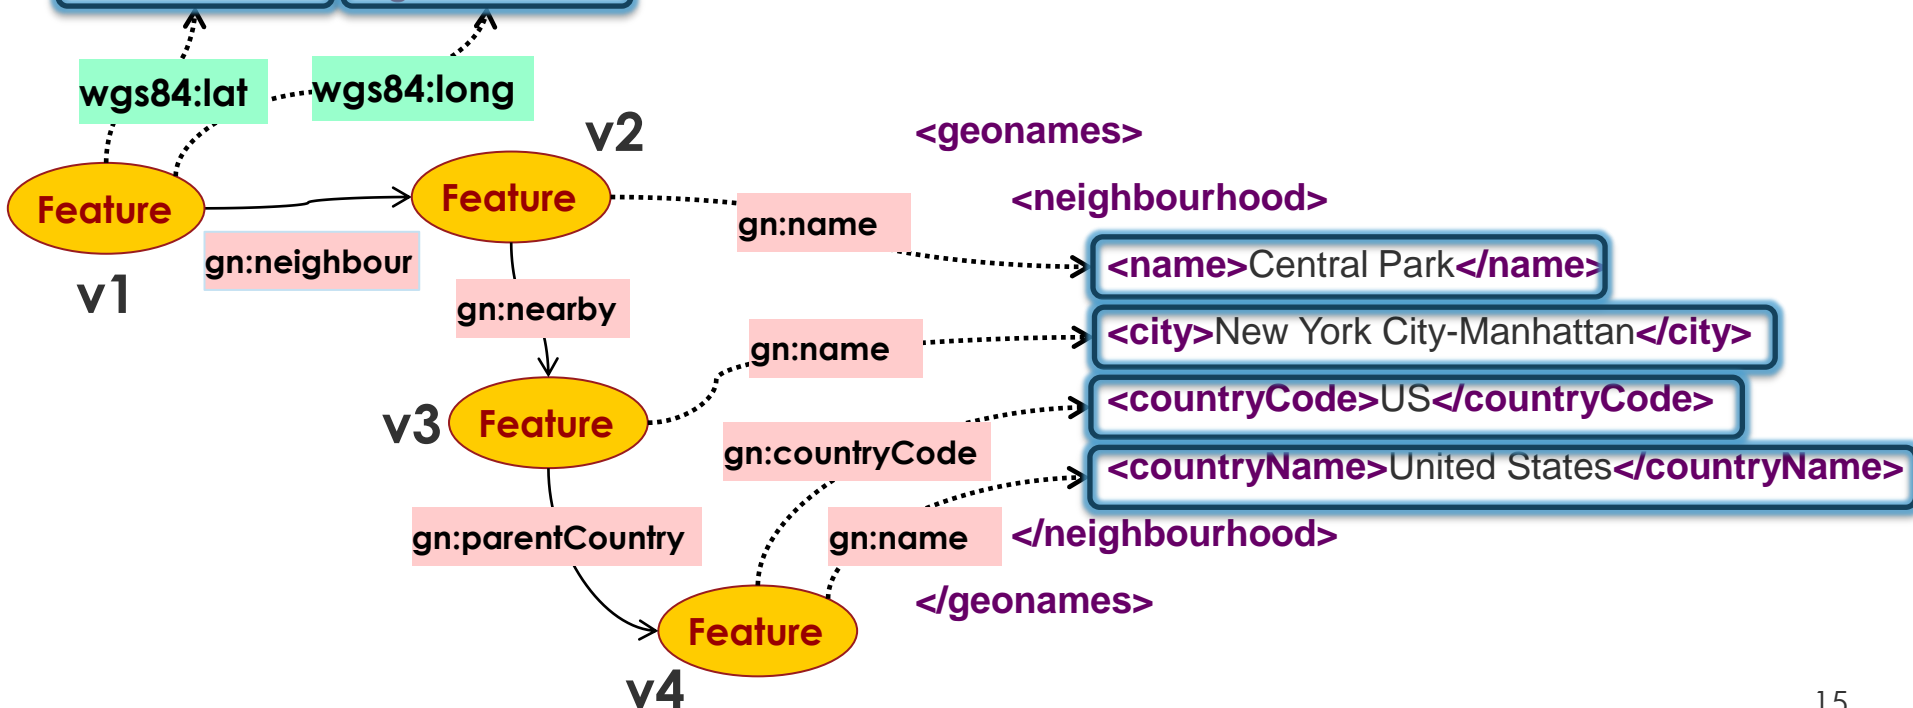 wgs84:lat
wgs84:long
v2
<geonames>
Feature
Feature
<neighbourhood>
gn:name
gn:neighbour
<name>Central Park</name>
v1
gn:nearby
<city>New York City-Manhattan</city>
gn:name
<countryCode>US</countryCode>
v3
Feature
gn:countryCode
<countryName>United States</countryName>
gn:parentCountry
gn:name
</neighbourhood>
</geonames>
Feature
v4
15